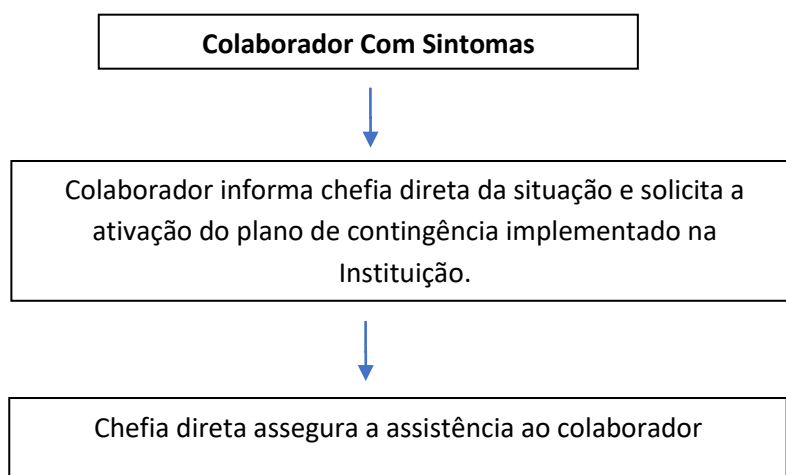 Colaborador Com Sintomas
Colaborador informa chefia direta da situação e solicita a
ativação do plano de contingência implementado na
Instituição.
Chefia direta assegura a assistência ao colaborador